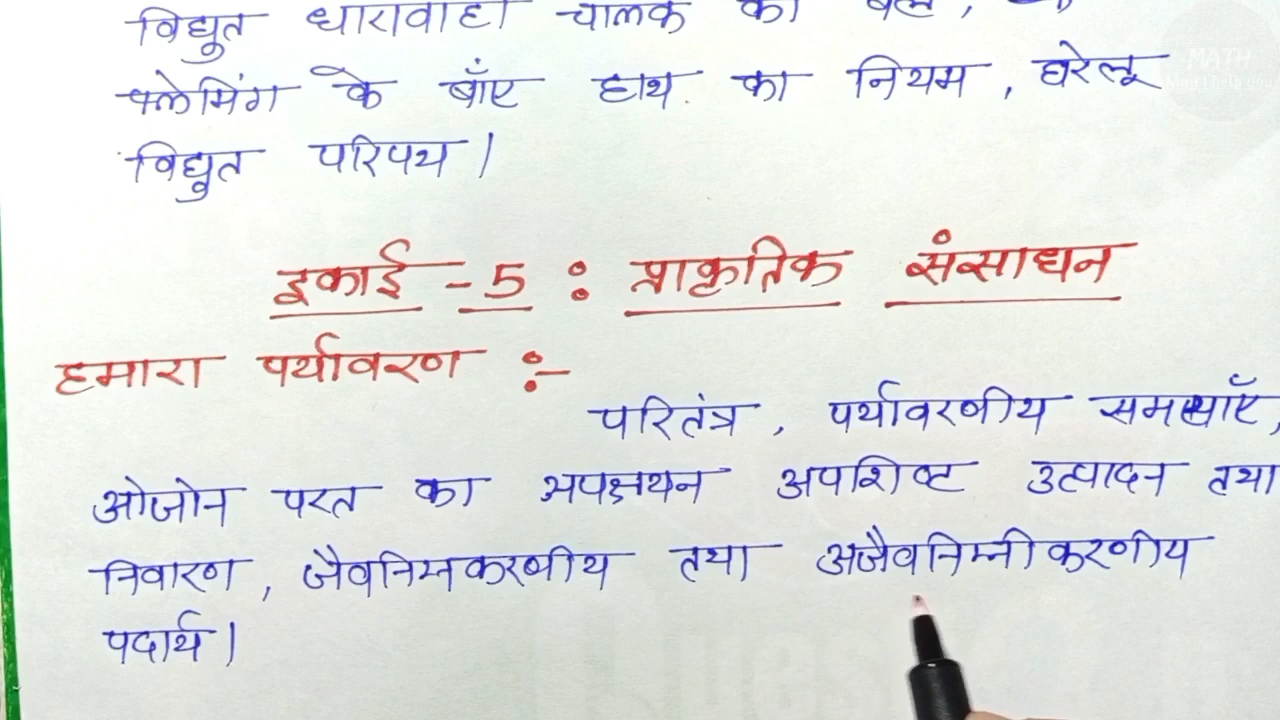 विद्युत धारावाही चालक का बल,
फ्लेमिंग के बाँए हाथ का नियम, घरेलू
विद्युत परिपथ।
इकाई - 5 : प्राकृतिक संसाधन
हमारा पर्यावरण :-
परितंत्र, पर्यावरणीय समस्याएँ,
ओजोन परत का अपक्षयन अपशिष्ट उत्पादन तथा
निवारण, जैवनिम्नकरणीय तथा अजैवनिम्नीकरणीय
पदार्थ।
MATH